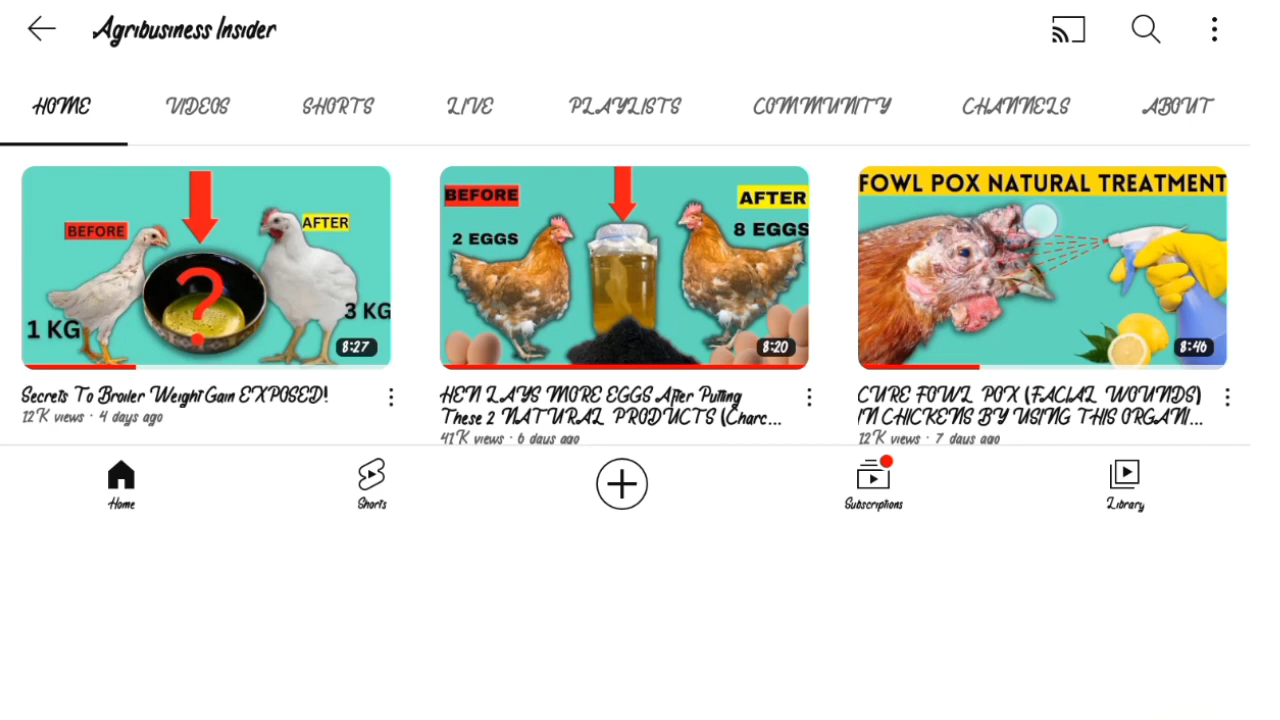 Agribusiness Insider
HOME VIDEOS SHORTS LIVE PLAYLISTS COMMUNITY CHANNELS ABOUT
BEFORE
AFTER
1 KG
3 KG
?
8:27
BEFORE
AFTER
2 EGGS
8 EGGS
8:20
FOWL POX NATURAL TREATMENT
8:46
Secrets To Broiler Weight Gain EXPOSED!
12K views · 4 days ago
HEN LAYS MORE EGGS After Putting
These 2 NATURAL PRODUCTS (Charc...
41K views · 6 days ago
CURE FOWL POX (FACIAL WOUNDS)
IN CHICKENS BY USING THIS ORGANI...
12K views · 7 days ago
Home Shorts Subscriptions Library